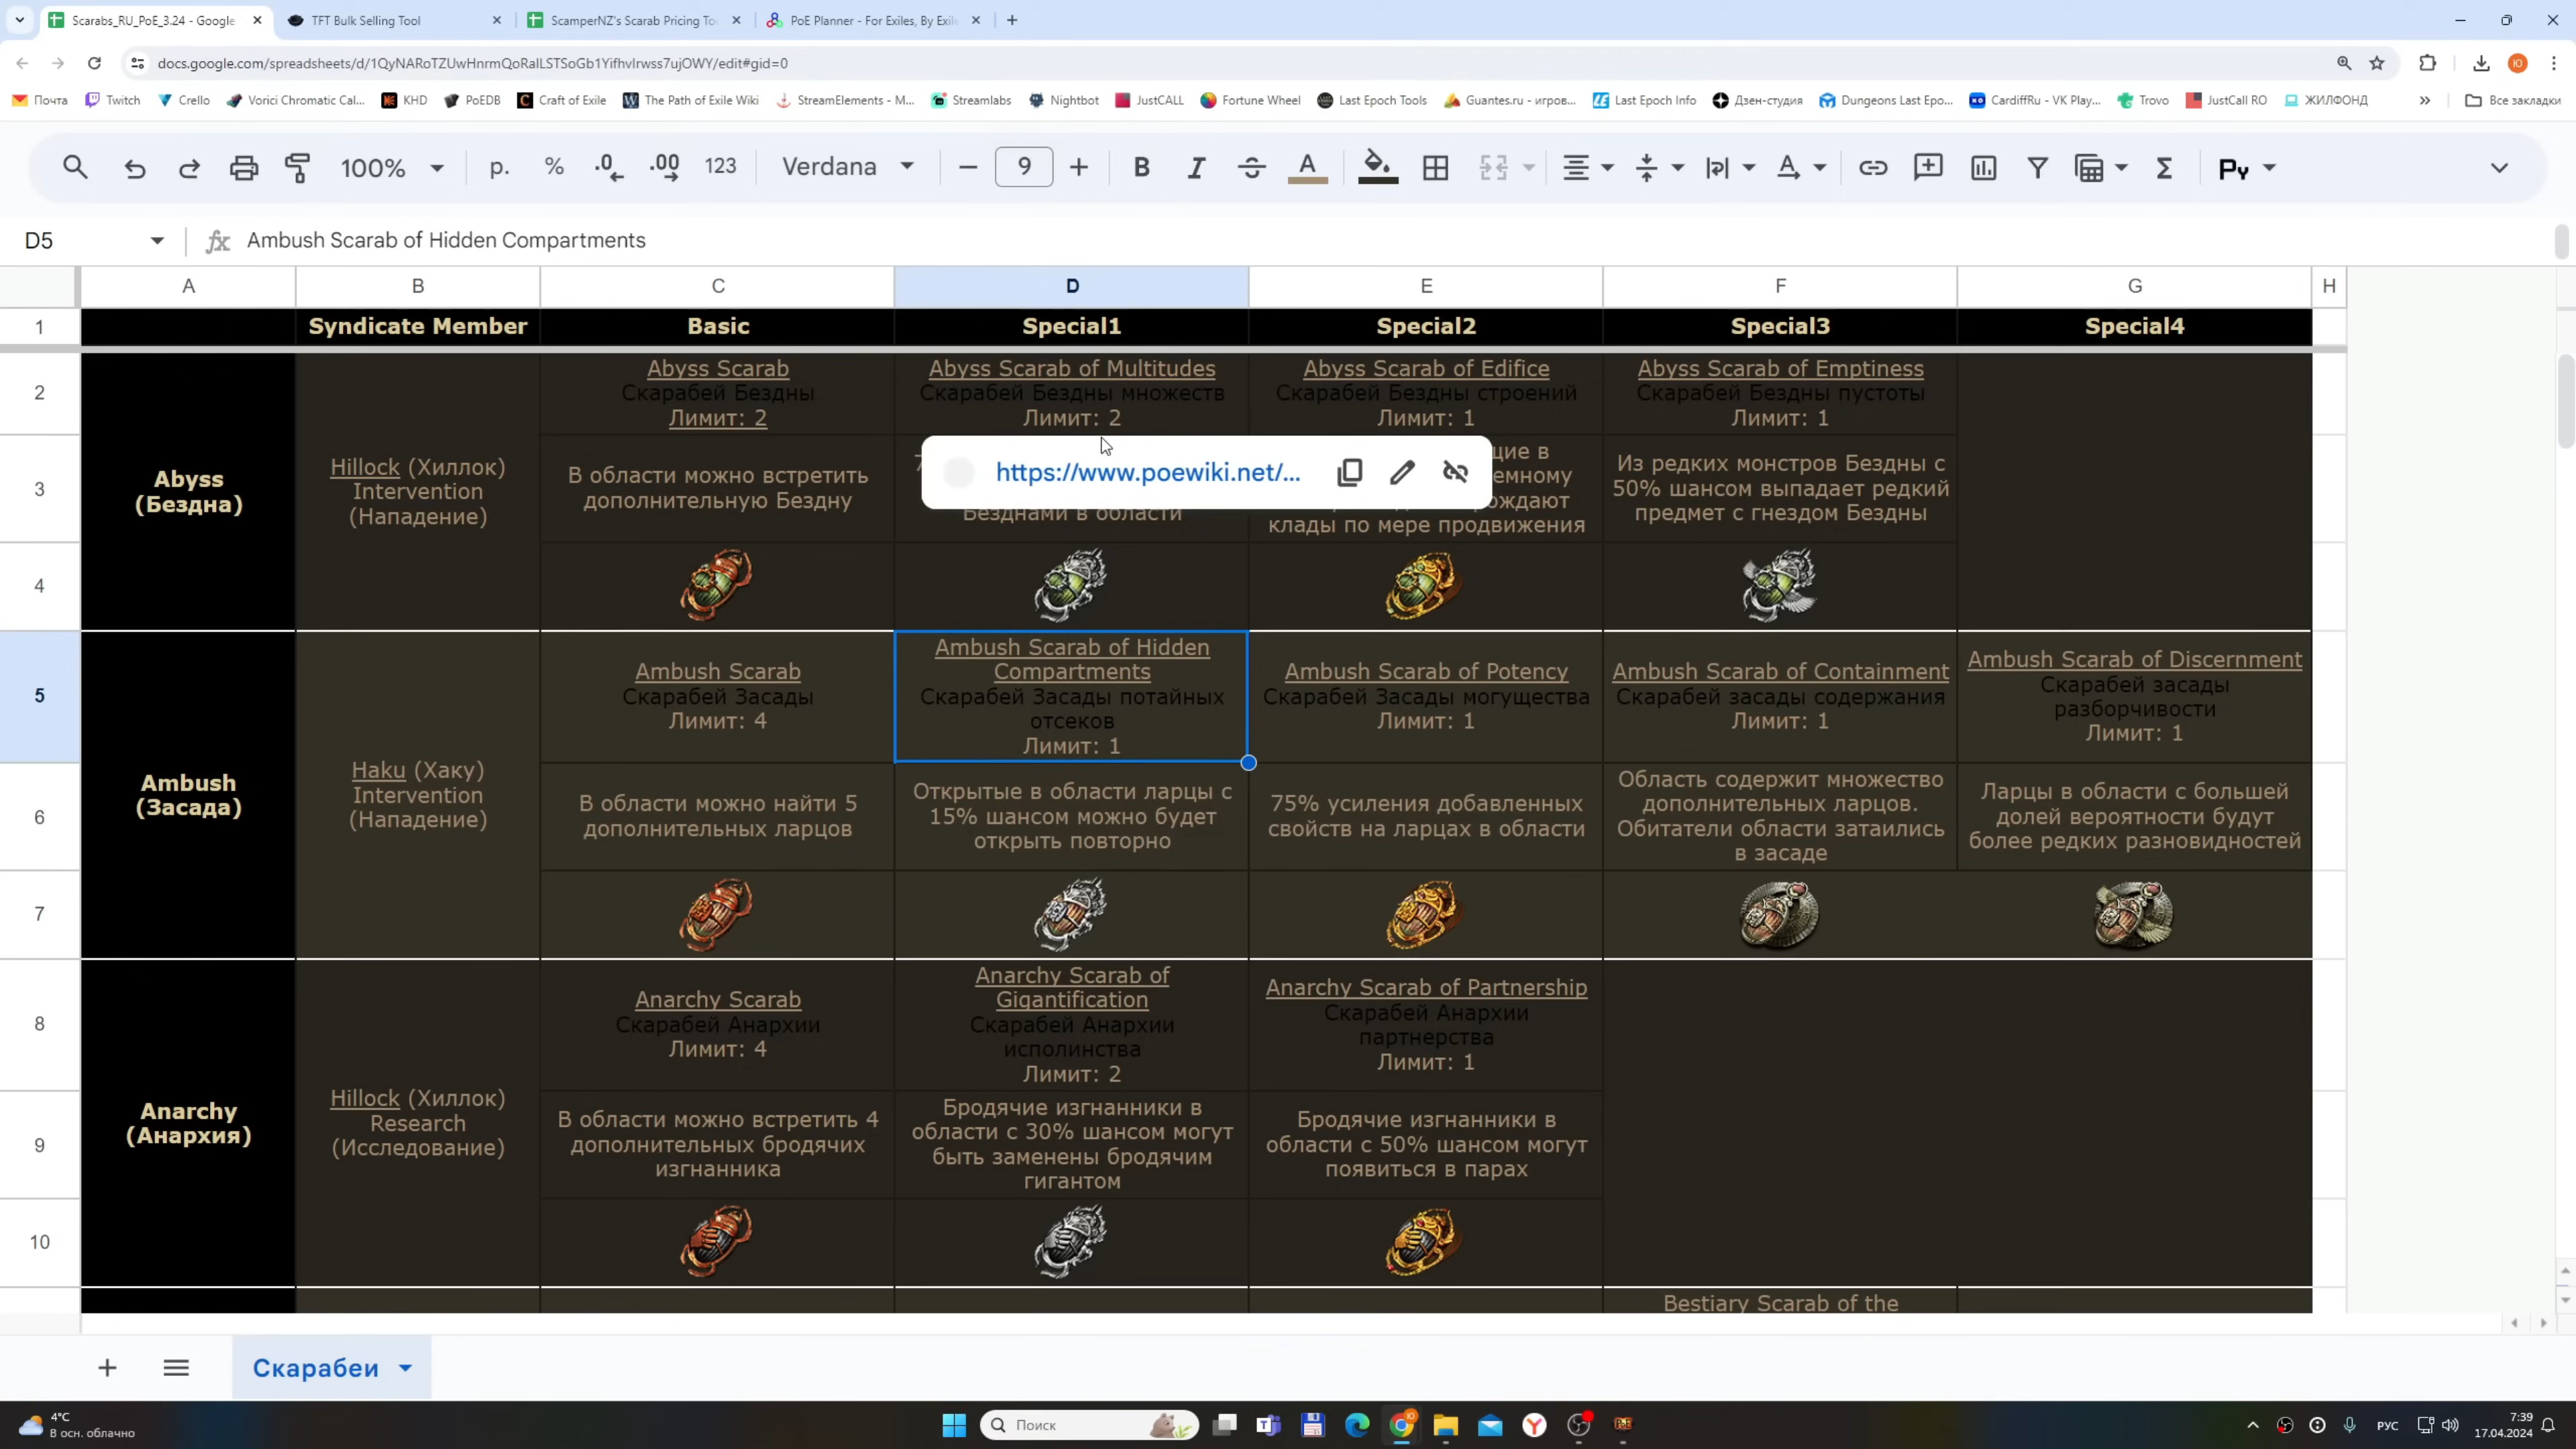 Scarabs_RU_PoE_3.24 - Google
TFT Bulk Selling Tool
ScamperNZ's Scarab Pricing
PoE Planner - For Exiles, By Exile
docs.google.com/spreadsheets/d/1QyNARoTZUwHnrmQoRaILSTSoGb1YifhvIrwss7ujOWY/edit#gid=0
Почта
Twitch
Crello
Vorici Chromatic Cal...
KHD
PoEDB
Craft of Exile
The Path of Exile Wiki
StreamElements - M...
Streamlabs
Nightbot
JustCALL
Fortune Wheel
Last Epoch Tools
Guantes.ru - игров...
Last Epoch Info
Дзен-студия
Dungeons Last Epo...
CardiffRu - VK Play...
Trovo
JustCall RO
ЖИЛФОНД
Все закладки
100%
р.
%
.0
.00
123
Verdana
9
D5
Ambush Scarab of Hidden Compartments
A
B
C
D
E
F
G
H
1
Syndicate Member
Basic
Special1
Special2
Special3
Special4
2
Abyss Scarab
Скарабей Бездны
Лимит: 2
Abyss Scarab of Multitudes
Скарабей Бездны множеств
Лимит: 2
Abyss Scarab of Edifice
Скарабей Бездны строений
Лимит: 1
Abyss Scarab of Emptiness
Скарабей Бездны пустоты
Лимит: 1
Abyss
(Бездна)
Hillock (Хиллок)
Intervention
(Нападение)
3
В области можно встретить
дополнительную Бездну
https://www.poewiki.net/...
Безднами в области
клады по мере продвижения
Из редких монстров Бездны с
50% шансом выпадает редкий
предмет с гнездом Бездны
4
5
Ambush Scarab
Скарабей Засады
Лимит: 4
Ambush Scarab of Hidden
Compartments
Скарабей Засады потайных
отсеков
Лимит: 1
Ambush Scarab of Potency
Скарабей Засады могущества
Лимит: 1
Ambush Scarab of Containment
Скарабей засады содержания
Лимит: 1
Ambush Scarab of Discernment
Скарабей засады
разборчивости
Лимит: 1
Ambush
(Засада)
Haku (Хаку)
Intervention
(Нападение)
6
В области можно найти 5
дополнительных ларцов
Открытые в области ларцы с
15% шансом можно будет
открыть повторно
75% усиления добавленных
свойств на ларцах в области
Область содержит множество
дополнительных ларцов.
Обитатели области затаились
в засаде
Ларцы в области с большей
долей вероятности будут
более редких разновидностей
7
8
Anarchy Scarab
Скарабей Анархии
Лимит: 4
Anarchy Scarab of
Gigantification
Скарабей Анархии
исполинства
Лимит: 2
Anarchy Scarab of Partnership
Скарабей Анархии
партнерства
Лимит: 1
Anarchy
(Анархия)
Hillock (Хиллок)
Research
(Исследование)
9
В области можно встретить 4
дополнительных бродячих
изгнанника
Бродячие изгнанники в
области с 30% шансом могут
быть заменены бродячим
гигантом
Бродячие изгнанники в
области с 50% шансом могут
появиться в парах
10
Bestiary Scarab of the
Скарабеи
4°C
В осн. облачно
Поиск
РУС
7:39
17.04.2024